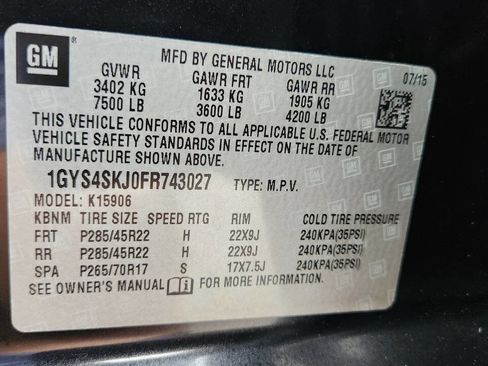 GM
MFD BY GENERAL MOTORS LLC
07/15
GVWR GAWR FRT GAWR RR
3402 KG 1633 KG 1905 KG
7500 LB 3600 LB 4200 LB
THIS VEHICLE CONFORMS TO ALL APPLICABLE U.S. FEDERAL MOTOR
VEHICLE SAFETY STANDARDS IN EFFECT ON THE DATE OF
MANUFACTURE SHOWN ABOVE.
1GYS4SKJ0FR743027 TYPE: M.P.V.
MODEL: K15906
KBNM TIRE SIZE SPEED RTG RIM COLD TIRE PRESSURE
FRT P285/45R22 H 22X9J 240KPA(35PSI)
RR P285/45R22 H 22X9J 240KPA(35PSI)
SPA P265/70R17 S 17X7.5J 240KPA(35PSI)
SEE OWNER'S MANUAL FOR MORE INFORMATION.